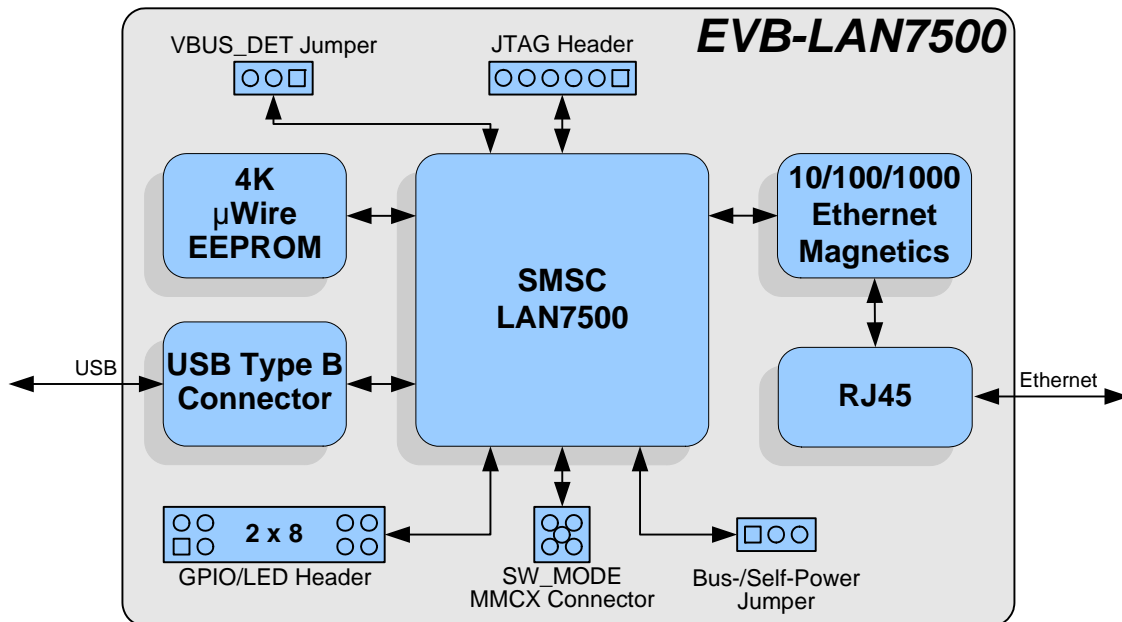 EVB-LAN7500
VBUS_DET Jumper
JTAG Header
4K
µWire
EEPROM
10/100/1000
Ethernet
Magnetics
SMSC
LAN7500
USB
USB Type B
Connector
RJ45
Ethernet
2 x 8
GPIO/LED Header
SW_MODE
MMCX Connector
Bus-/Self-Power
Jumper